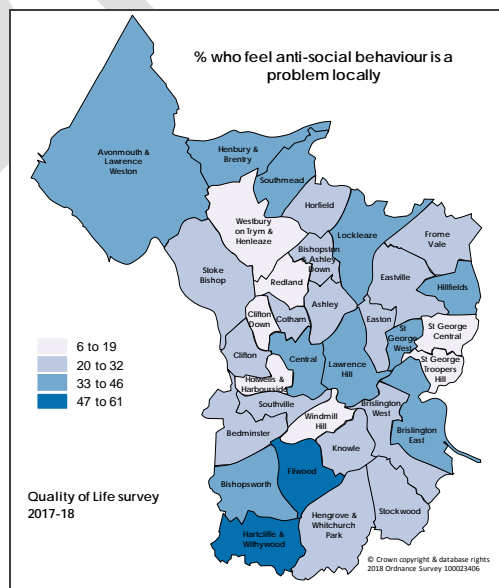 % who feel anti-social behaviour is a
problem locally
Avonmouth &
Lawrence
Weston
Henbury &
Brentry
Southmead
Horfield
Westbury
on Trym &
Henleaze
Lockleaze
Frome
Vale
Bishopston
& Ashley
Down
Stoke
Bishop
Redland
Eastville
Hillfields
Clifton
Down
Cotham
Ashley
Easton
St
George
West
St George
Central
St George
Troopers
Hill
Clifton
Central
Lawrence
Hill
Hotwells &
Harbourside
Southville
Windmill
Hill
Brislington
West
Brislington
East
Bedminster
Knowle
Bishopsworth
Filwood
Hengrove &
Whitchurch
Park
Stockwood
Hartcliffe &
Withywood
6 to 19
20 to 32
33 to 46
47 to 61
Quality of Life survey
2017-18
© Crown copyright & database rights
2018 Ordnance Survey 100023406